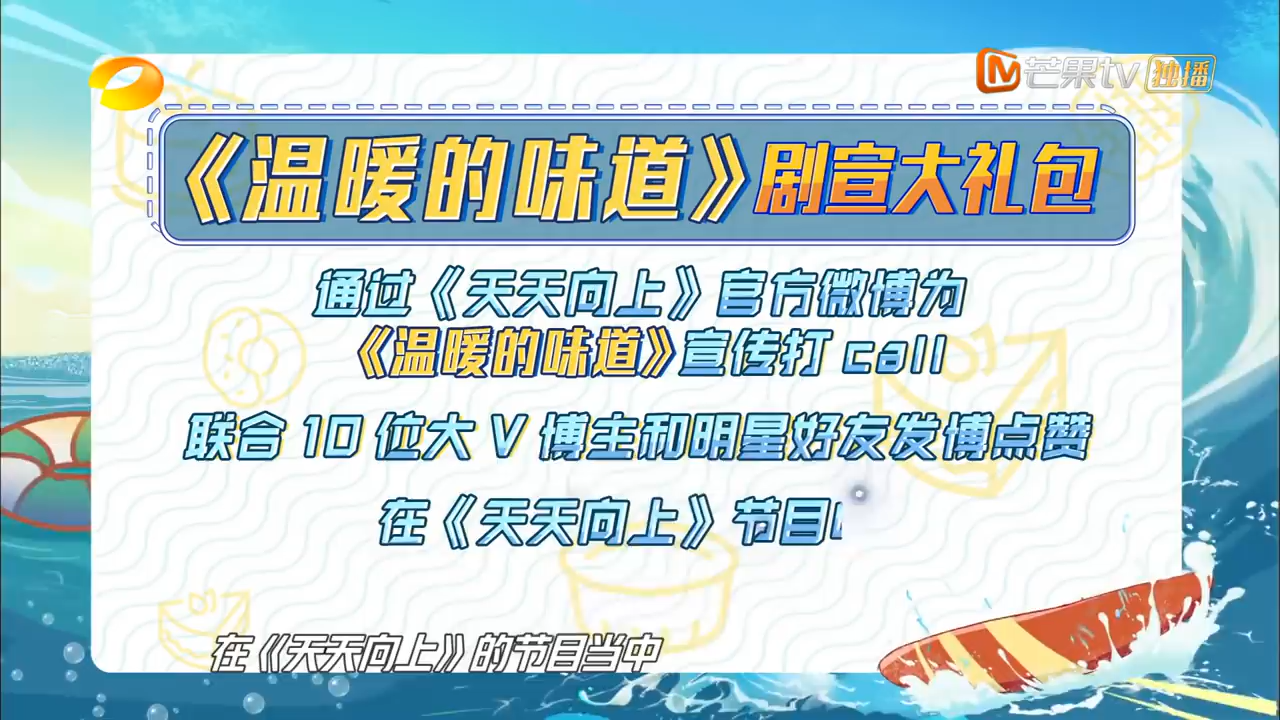 芒果tv 独播
《温暖的味道》剧宣大礼包
通过《天天向上》官方微博为
《温暖的味道》宣传打 call
联合 10 位大 V 博主和明星好友发博点赞
在《天天向上》节目
在《天天向上》的节目当中